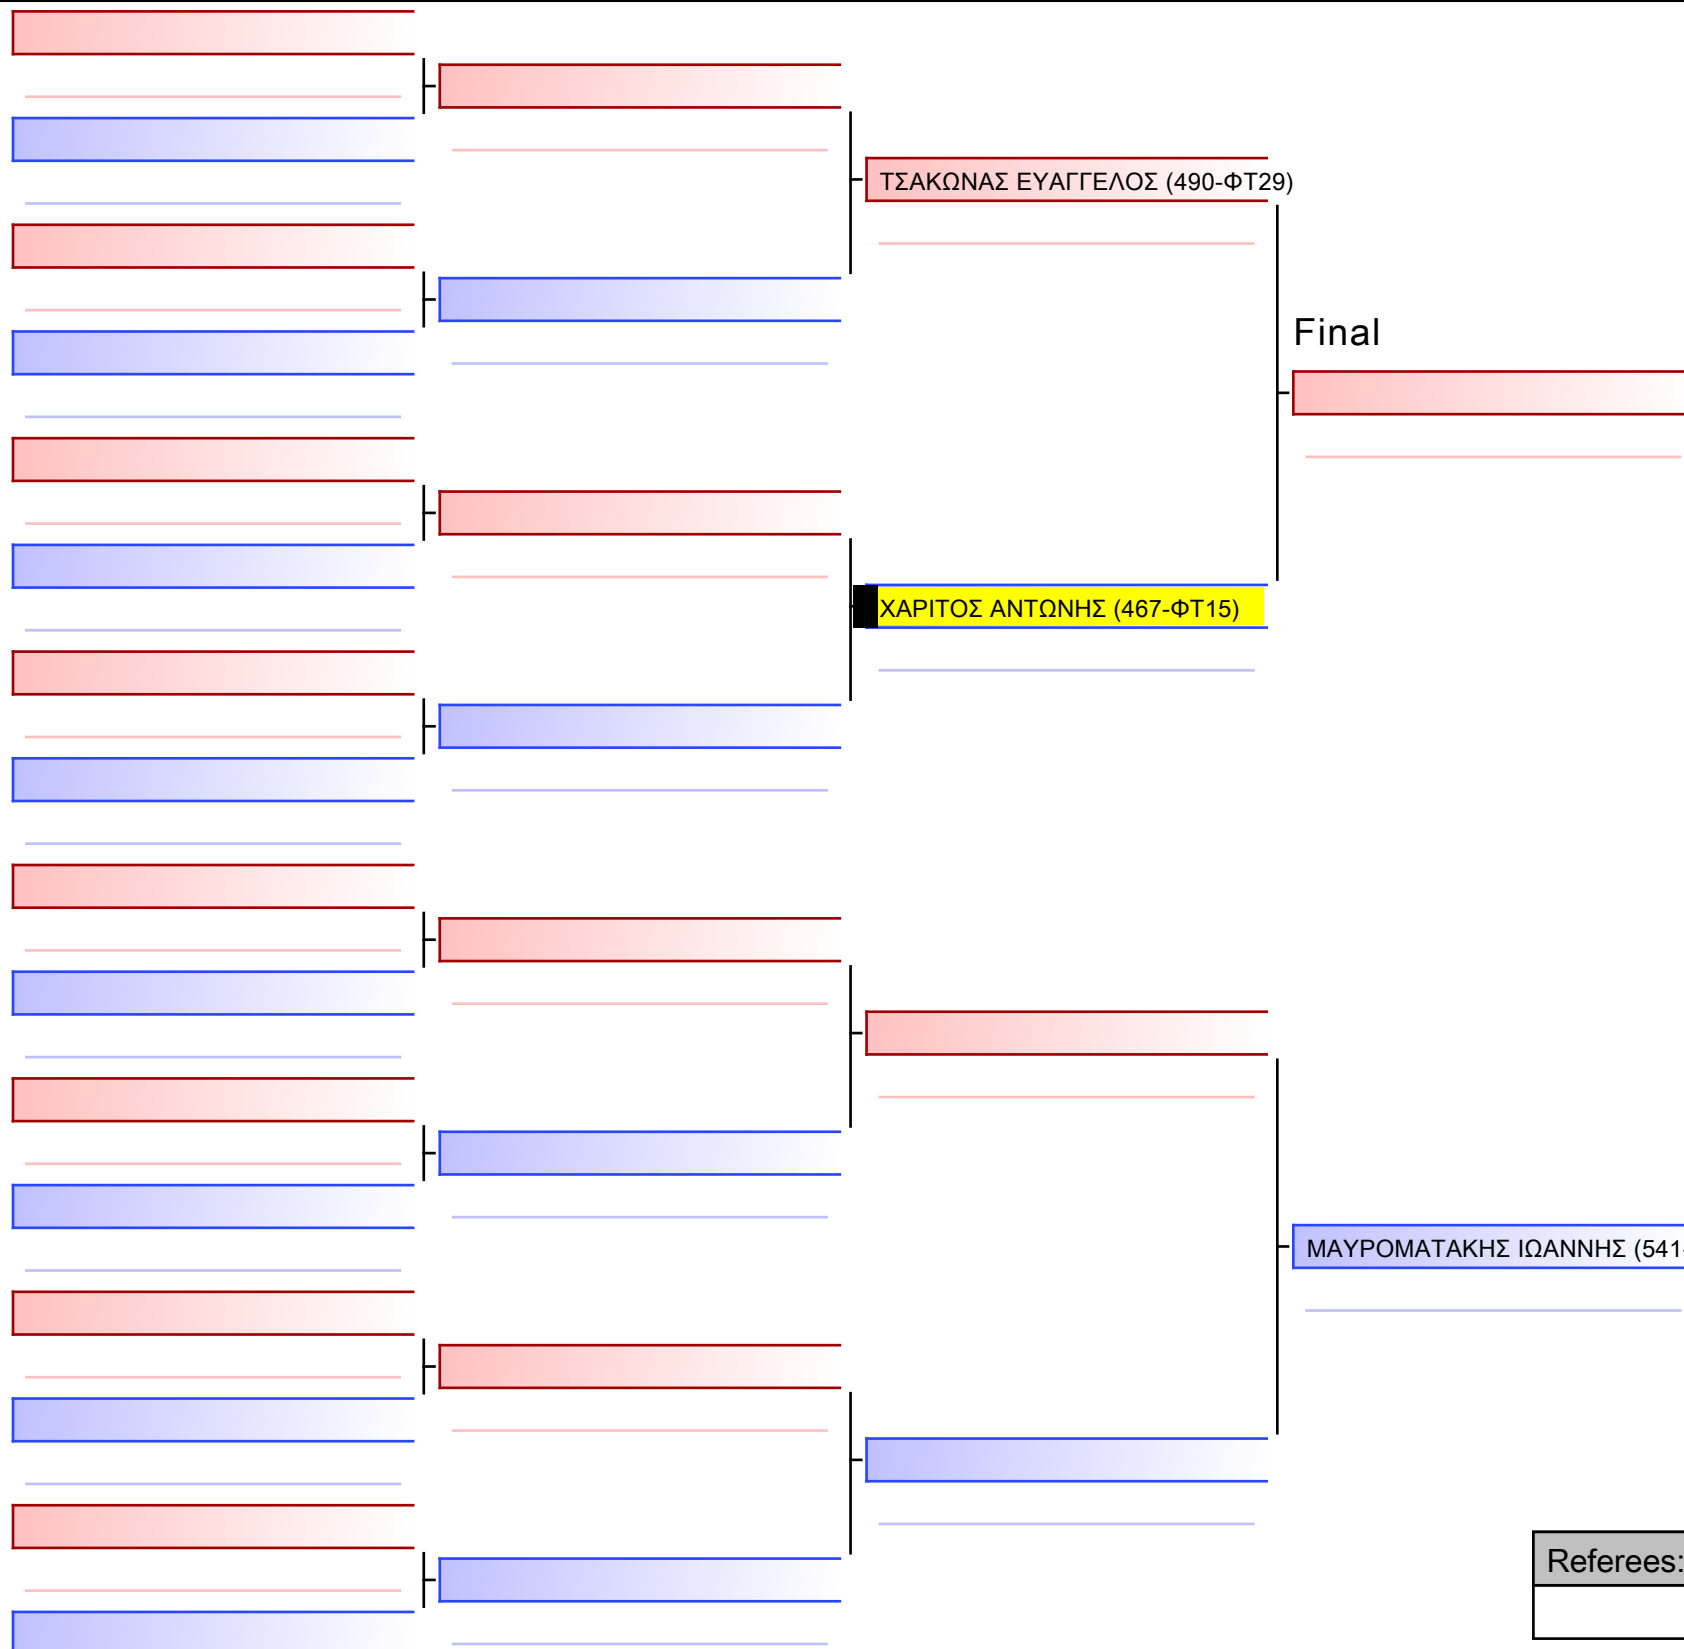 ΤΣΑΚΩΝΑΣ ΕΥΑΓΓΕΛΟΣ (490-ΦΤ29)
Final
ΧΑΡΙΤΟΣ ΑΝΤΩΝΗΣ (467-ΦΤ15)
ΜΑΥΡΟΜΑΤΑΚΗΣ ΙΩΑΝΝΗΣ (541-
Referees: